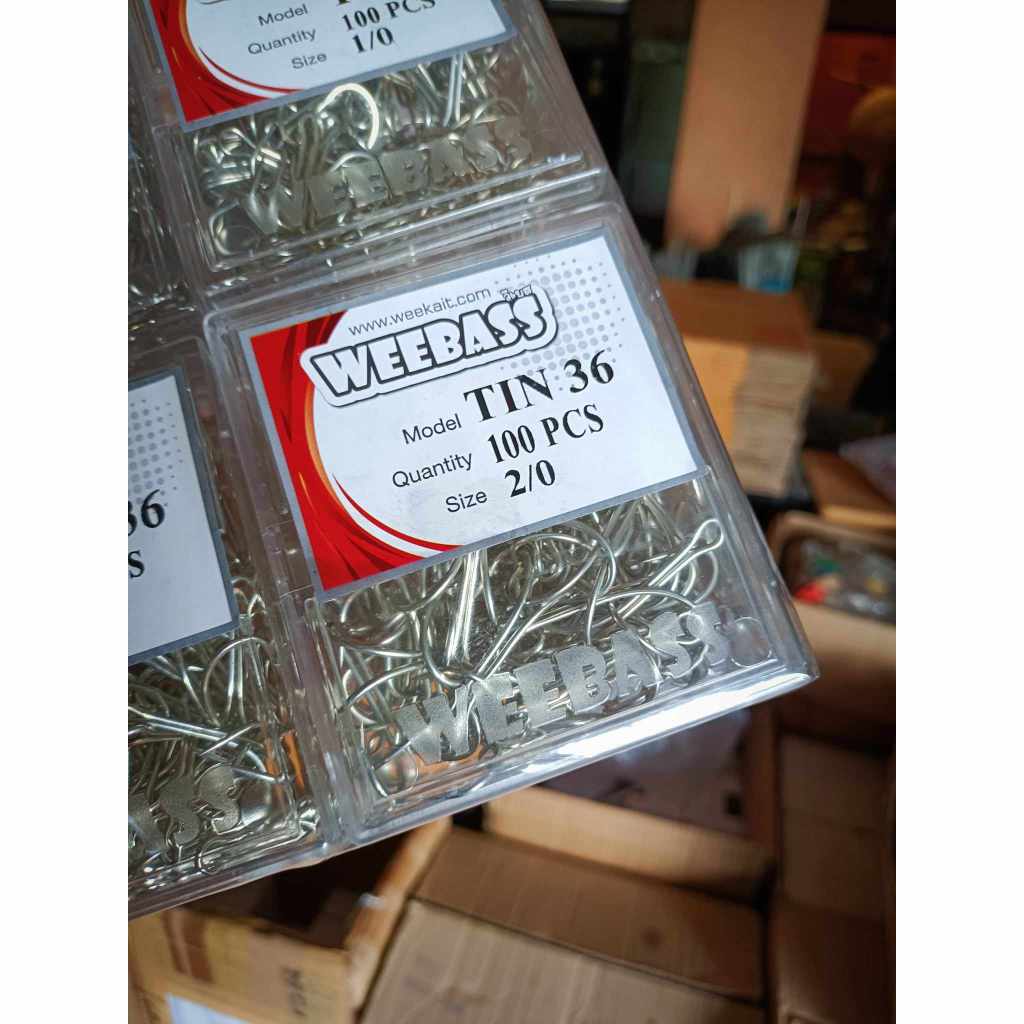 Model
Quantity 100 PCS
Size 1/0
WEEBASS
www.weekait.com
WEEBASS
Model TIN 36
Quantity 100 PCS
Size 2/0
WEEBASS
36
S
ASS